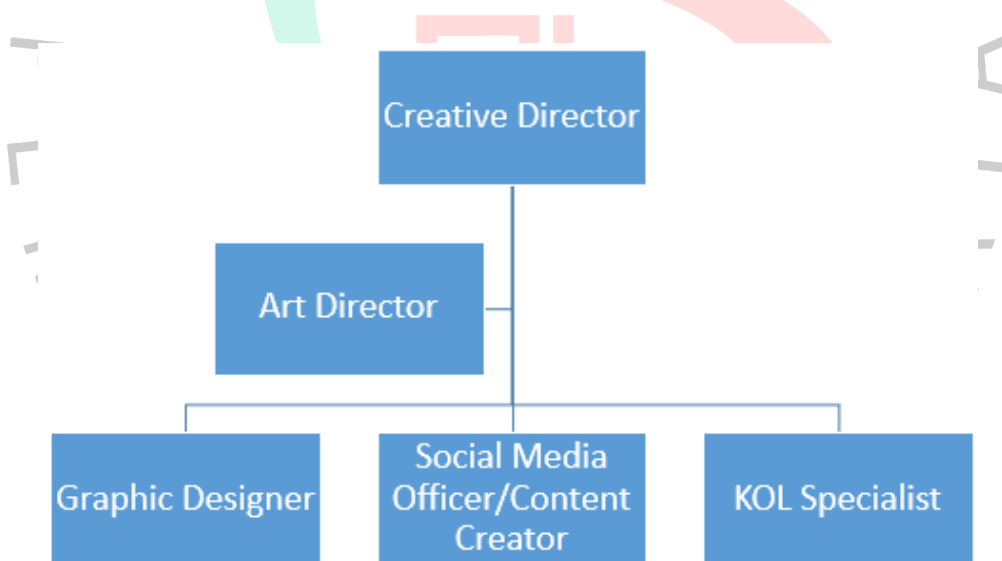 Creative Director
Art Director
Graphic Designer
Social Media
Officer/Content
Creator
KOL Specialist